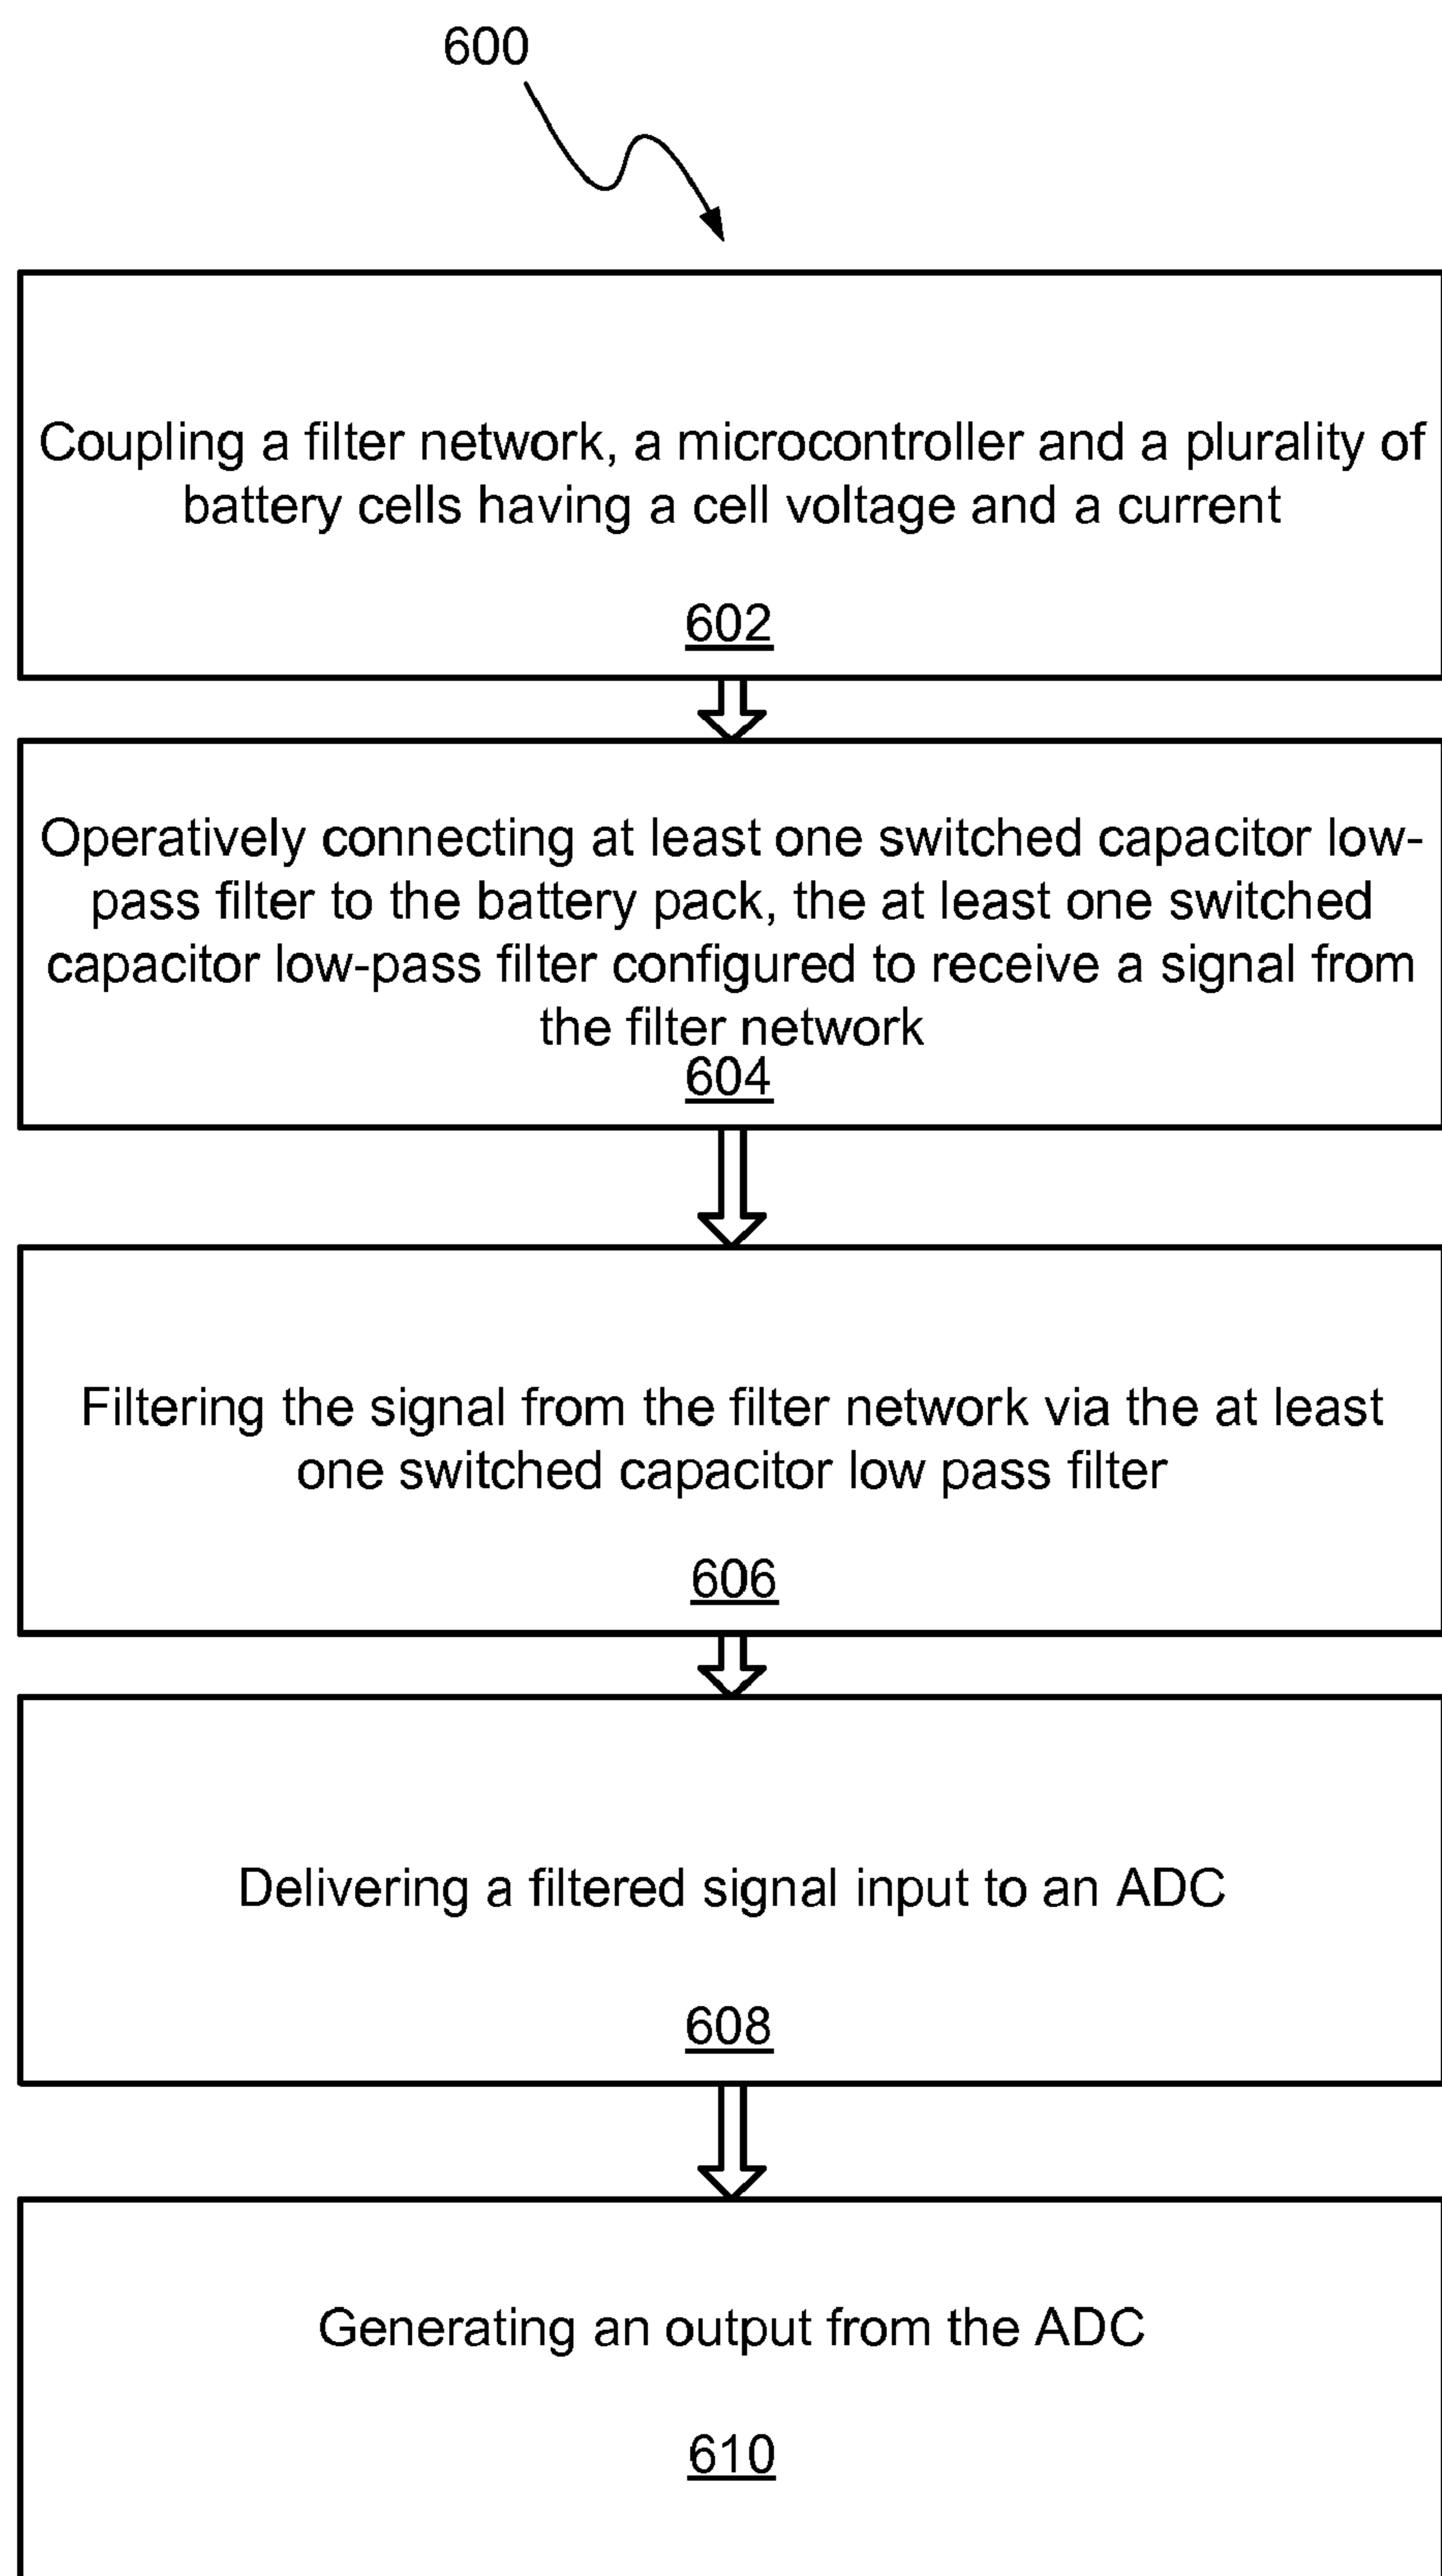 600
Coupling a filter network, a microcontroller and a plurality of
battery cells having a cell voltage and a current
602
Operatively connecting at least one switched capacitor low-
pass filter to the battery pack, the at least one switched
capacitor low-pass filter configured to receive a signal from
the filter network
604
Filtering the signal from the filter network via the at least
one switched capacitor low pass filter
606
Delivering a filtered signal input to an ADC
608
Generating an output from the ADC
610